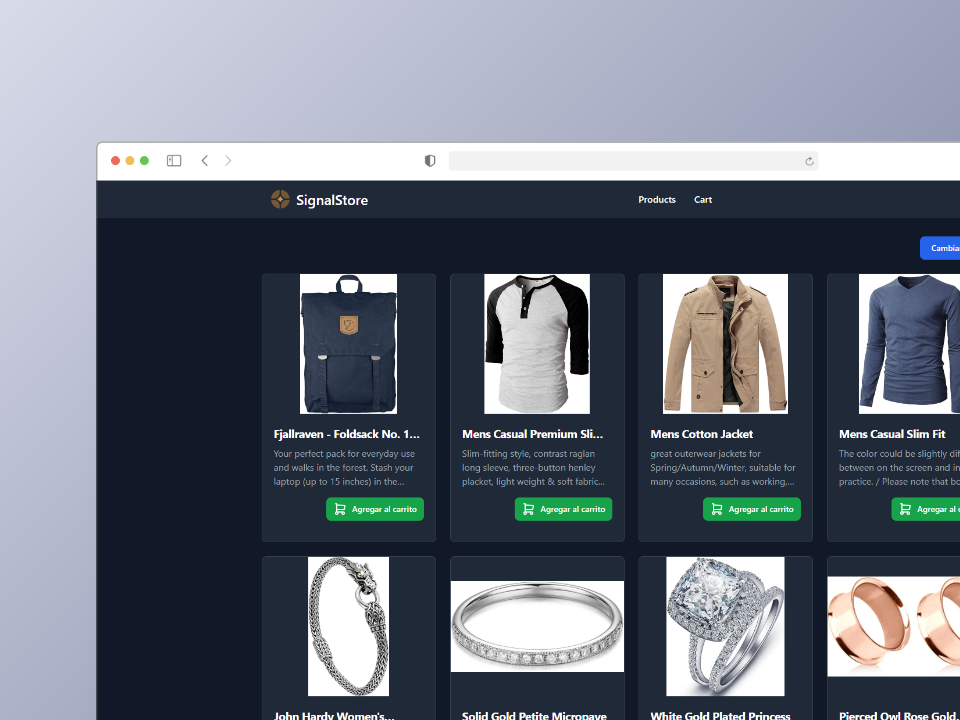 SignalStore
Products
Cart
Fjallraven - Foldsack No. 1...
Your perfect pack for everyday use
and walks in the forest. Stash your
laptop (up to 15 inches) in the...
Agregar al carrito
Mens Casual Premium Sli...
Slim-fitting style, contrast raglan
long sleeve, three-button henley
placket, light weight & soft fabric...
Agregar al carrito
Mens Cotton Jacket
great outerwear jackets for
Spring/Autumn/Winter, suitable for
many occasions, such as working,...
Agregar al carrito
Mens Casual Slim Fit
The color could be slightly
between on the screen and in
practice. / Please note that
Agregar al
John Hardy Women's...
Solid Gold Petite Micropave
White Gold Plated Princess
Pierced Owl Rose Gold